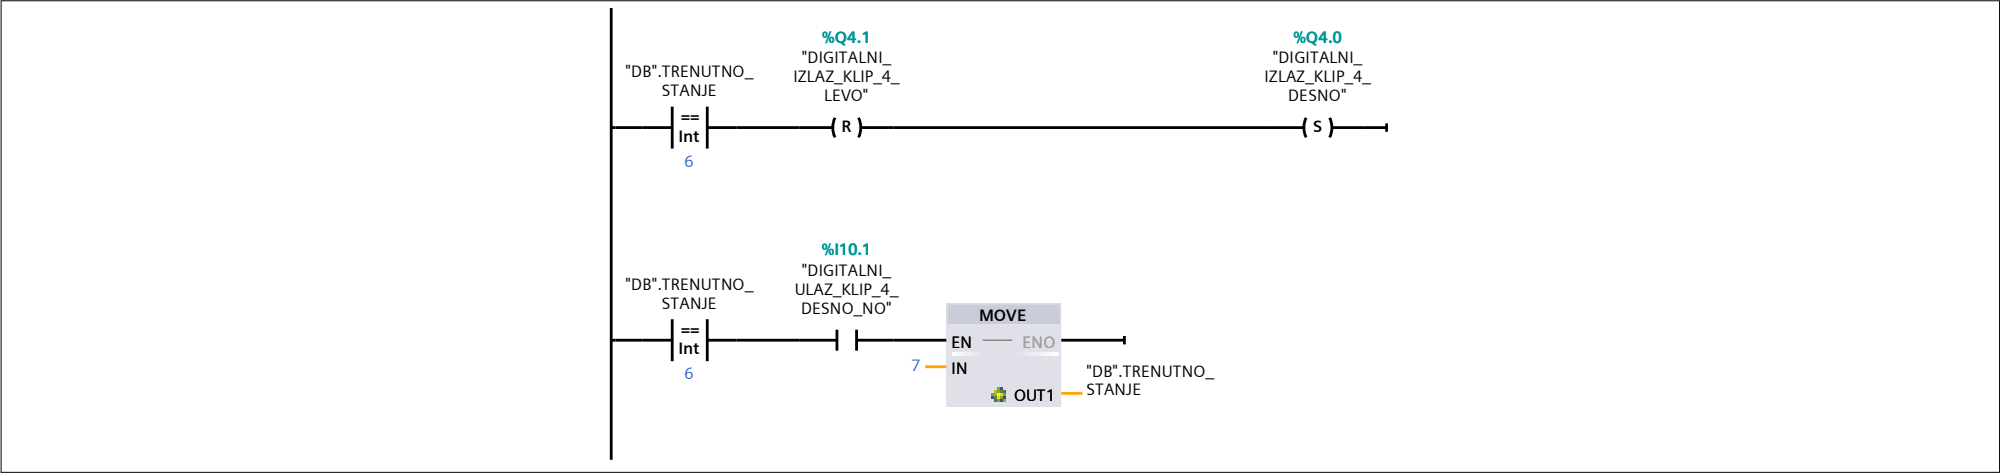 %Q4.1
"DIGITALNI_
IZLAZ_KLIP_4_
LEVO"
%Q4.0
"DIGITALNI_
IZLAZ_KLIP_4_
DESNO"
"DB".TRENUTNO_
STANJE
==
Int
6
R
S
%I10.1
"DIGITALNI_
ULAZ_KLIP_4_
DESNO_NO"
"DB".TRENUTNO_
STANJE
==
Int
6
MOVE
EN
ENO
7
IN
OUT1
"DB".TRENUTNO_
STANJE